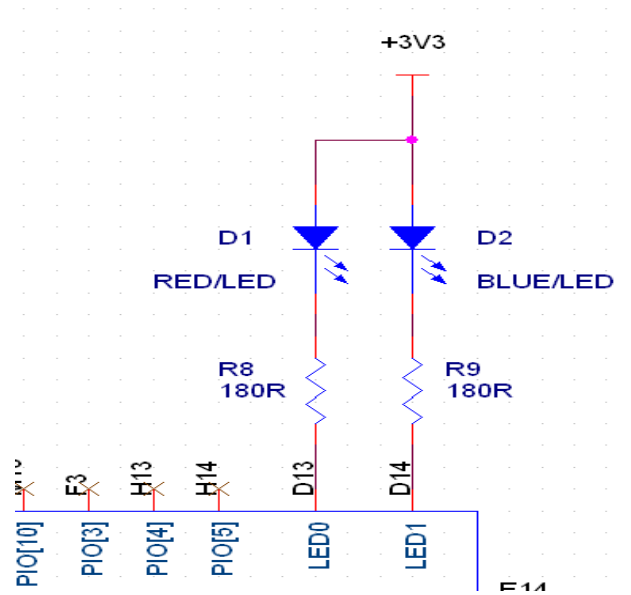 +3V3
D1
D2
RED/LED
BLUE/LED
R8
R9
180R
180R
F3
H13
H14
D13
D14
PIO[10]
PIO[3]
PIO[4]
PIO[5]
LED0
LED1